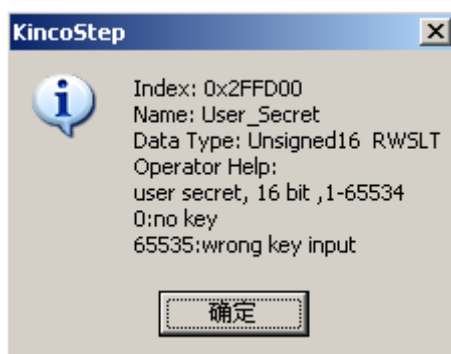 KincoStep
Index: 0x2FFD00
Name: User_Secret
Data Type: Unsigned16 RWSLT
Operator Help:
user secret, 16 bit ,1-65534
0:no key
65535:wrong key input
确定